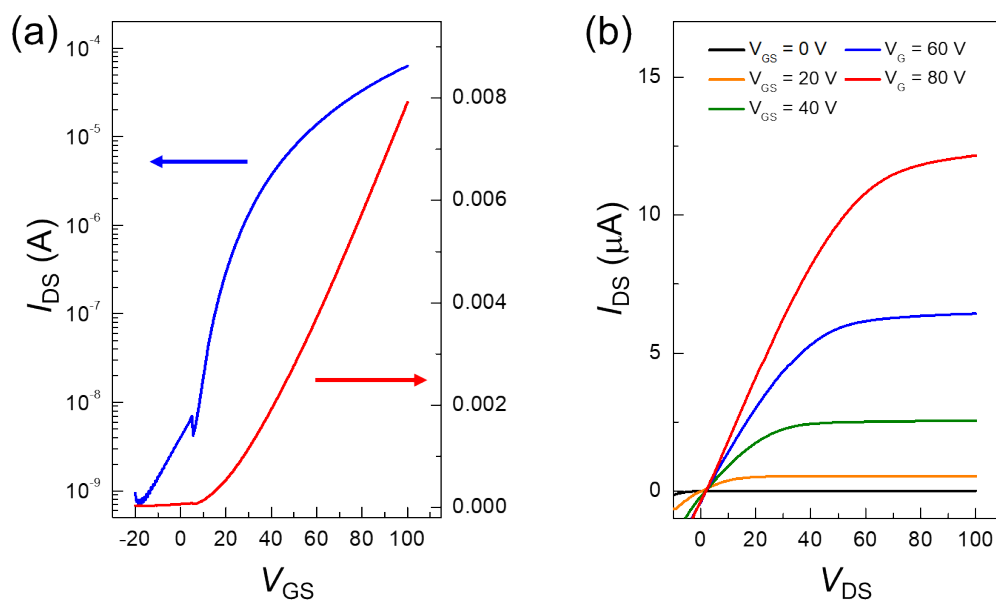 (a)
10⁻⁴
10⁻⁵
10⁻⁶
10⁻⁷
10⁻⁸
10⁻⁹
I_DS (A)
0.008
0.006
0.004
0.002
0.000
-20 0 20 40 60 80 100
V_GS
(b)
V_GS = 0 V V_G = 60 V
V_GS = 20 V V_G = 80 V
V_GS = 40 V
15
10
5
0
I_DS (μA)
0 20 40 60 80 100
V_DS